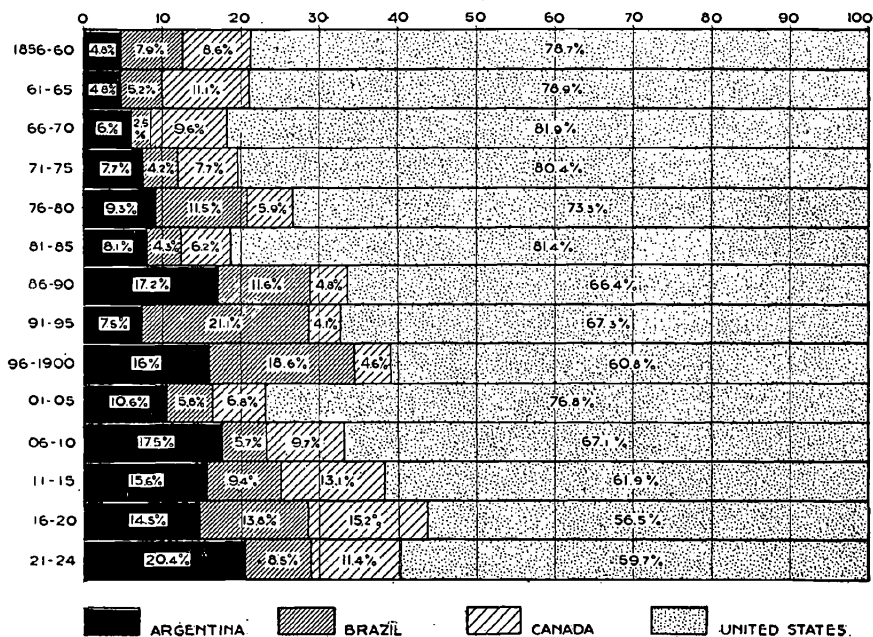 0 10 20 30 40 50 60 70 80 90 100
1856-60 4.8% 7.9% 8.6% 78.7%
61-65 4.8% 5.2% 11.1% 78.9%
66-70 6% 2.5% 9.6% 81.9%
71-75 7.7% 4.2% 7.7% 80.4%
76-80 9.3% 11.5% 5.9% 73.3%
81-85 8.1% 4.3% 6.2% 81.4%
86-90 17.2% 11.6% 4.8% 66.4%
91-95 7.5% 21.1% 4.1% 67.3%
96-1900 16% 18.6% 4.6% 60.8%
01-05 10.6% 5.8% 6.8% 76.8%
06-10 17.5% 5.7% 9.7% 67.1%
11-15 15.6% 9.4% 13.1% 61.9%
16-20 14.5% 13.8% 15.2% 56.5%
21-24 20.4% 8.5% 11.4% 59.7%
ARGENTINA BRAZIL CANADA UNITED STATES